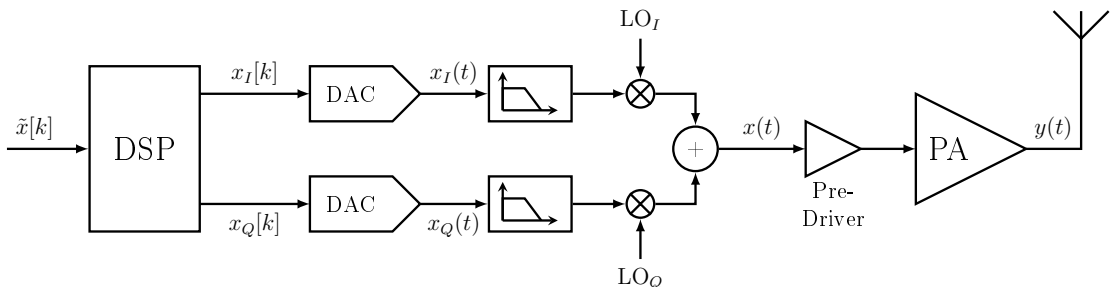 LO_I
x_I[k]
DAC
x_I(t)
x̃[k]
DSP
+
x(t)
PA
y(t)
Pre-
Driver
DAC
x_Q[k]
x_Q(t)
LO_Q